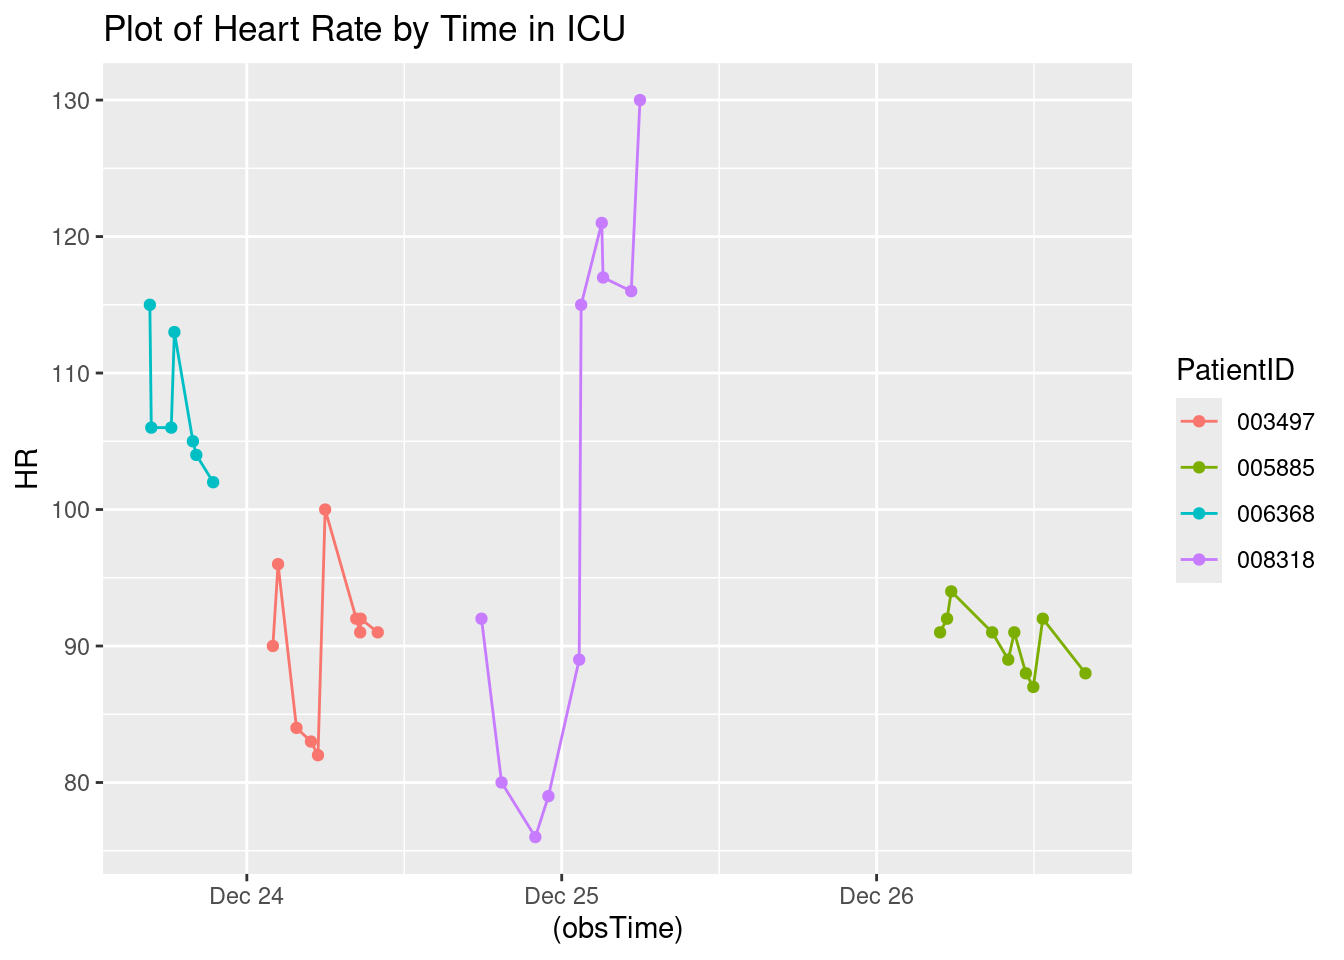 Plot of Heart Rate by Time in ICU
130
120
110
100
90
80
HR
Dec 24
Dec 25
Dec 26
(obsTime)
PatientID
003497
005885
006368
008318